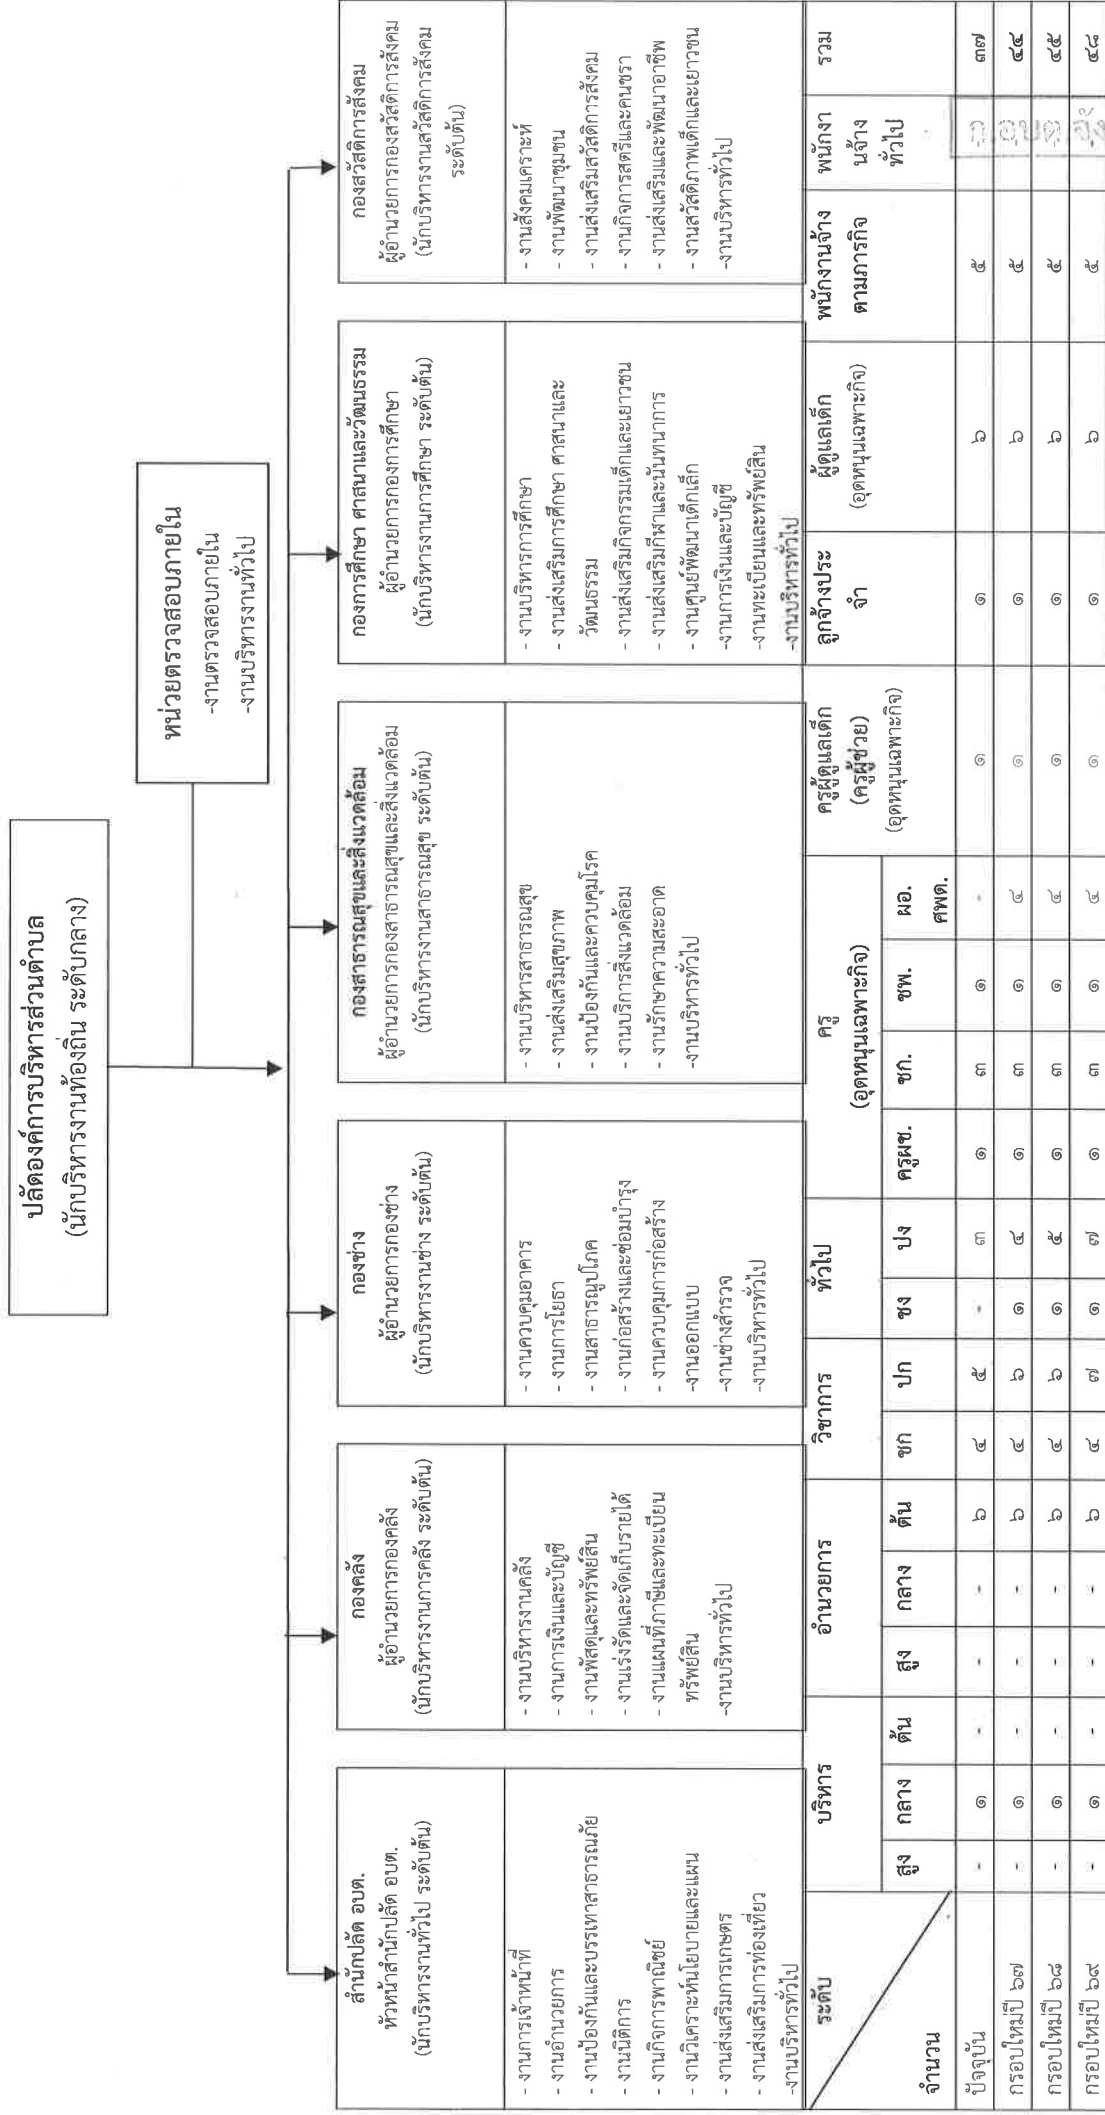 ปลัดองค์การบริหารส่วนตำบล
(นักบริหารงานท้องถิ่น ระดับกลาง)
หน่วยตรวจสอบภายใน
-งานตรวจสอบภายใน
-งานบริหารงานทั่วไป
สำนักปลัด อบต.
หัวหน้าสำนักปลัด อบต.
(นักบริหารงานทั่วไป ระดับต้น)
- งานการเจ้าหน้าที่
- งานอำนวยการ
- งานป้องกันและบรรเทาสาธารณภัย
- งานนิติการ
- งานกิจการพาณิชย์
- งานวิเคราะห์นโยบายและแผน
- งานส่งเสริมการเกษตร
- งานส่งเสริมการท่องเที่ยว
-งานบริหารทั่วไป
กองคลัง
ผู้อำนวยการกองคลัง
(นักบริหารงานการคลัง ระดับต้น)
- งานบริหารงานคลัง
- งานการเงินและบัญชี
- งานพัสดุและทรัพย์สิน
- งานเร่งรัดและจัดเก็บรายได้
- งานแผนที่ภาษีและทะเบียน
ทรัพย์สิน
-งานบริหารทั่วไป
กองช่าง
ผู้อำนวยการกองช่าง
(นักบริหารงานช่าง ระดับต้น)
- งานควบคุมอาคาร
- งานการโยธา
- งานสาธารณูปโภค
- งานก่อสร้างและซ่อมบำรุง
- งานควบคุมการก่อสร้าง
-งานออกแบบ
-งานช่างสำรวจ
-งานบริหารทั่วไป
กองสาธารณสุขและสิ่งแวดล้อม
ผู้อำนวยการกองสาธารณสุขและสิ่งแวดล้อม
(นักบริหารงานสาธารณสุข ระดับต้น)
- งานบริหารสาธารณสุข
- งานส่งเสริมสุขภาพ
- งานป้องกันและควบคุมโรค
- งานบริการสิ่งแวดล้อม
- งานรักษาความสะอาด
-งานบริหารทั่วไป
กองการศึกษา ศาสนาและวัฒนธรรม
ผู้อำนวยการกองการศึกษา
(นักบริหารงานการศึกษา ระดับต้น)
- งานบริหารการศึกษา
- งานส่งเสริมการศึกษา ศาสนาและ
วัฒนธรรม
- งานส่งเสริมกิจกรรมเด็กและเยาวชน
- งานส่งเสริมกีฬาและนันทนาการ
- งานศูนย์พัฒนาเด็กเล็ก
-งานการเงินและบัญชี
-งานทะเบียนและทรัพย์สิน
-งานบริหารทั่วไป
กองสวัสดิการสังคม
ผู้อำนวยการกองสวัสดิการสังคม
(นักบริหารงานสวัสดิการสังคม
ระดับต้น)
- งานสังคมเคราะห์
- งานพัฒนาชุมชน
- งานส่งเสริมสวัสดิการสังคม
- งานกิจการสตรีและคนชรา
- งานส่งเสริมและพัฒนาอาชีพ
- งานสวัสดิภาพเด็กและเยาวชน
-งานบริหารทั่วไป
ระดับ บริหาร อำนวยการ วิชาการ ทั่วไป ครู (อุดหนุนเฉพาะกิจ) ครูผู้ดูแลเด็ก (ครูผู้ช่วย) (อุดหนุนเฉพาะกิจ) ลูกจ้างประจำ ผู้ดูแลเด็ก (อุดหนุนเฉพาะกิจ) พนักงานจ้างตามภารกิจ พนักงานจ้างทั่วไป รวม
จำนวน สูง กลาง ต้น สูง กลาง ต้น ชก ปก ชง ปง ครูผช. ชก. ชพ. ผอ. ศพด.
ปัจจุบัน - ๑ - - - ๖ ๔ ๕ - ๓ ๑ ๓ ๑ - ๑ ๑ ๖ ๕ ๓๗
กรอบใหม่ปี ๖๗ - ๑ - - - ๖ ๔ ๖ ๑ ๔ ๑ ๓ ๑ ๔ ๑ ๑ ๖ ๕ ๔๔
กรอบใหม่ปี ๖๘ - ๑ - - - ๖ ๔ ๖ ๑ ๕ ๑ ๓ ๑ ๔ ๑ ๑ ๖ ๕ ๔๕
กรอบใหม่ปี ๖๙ - ๑ - - - ๖ ๔ ๗ ๑ ๗ ๑ ๓ ๑ ๔ ๑ ๑ ๖ ๕ ๔๘